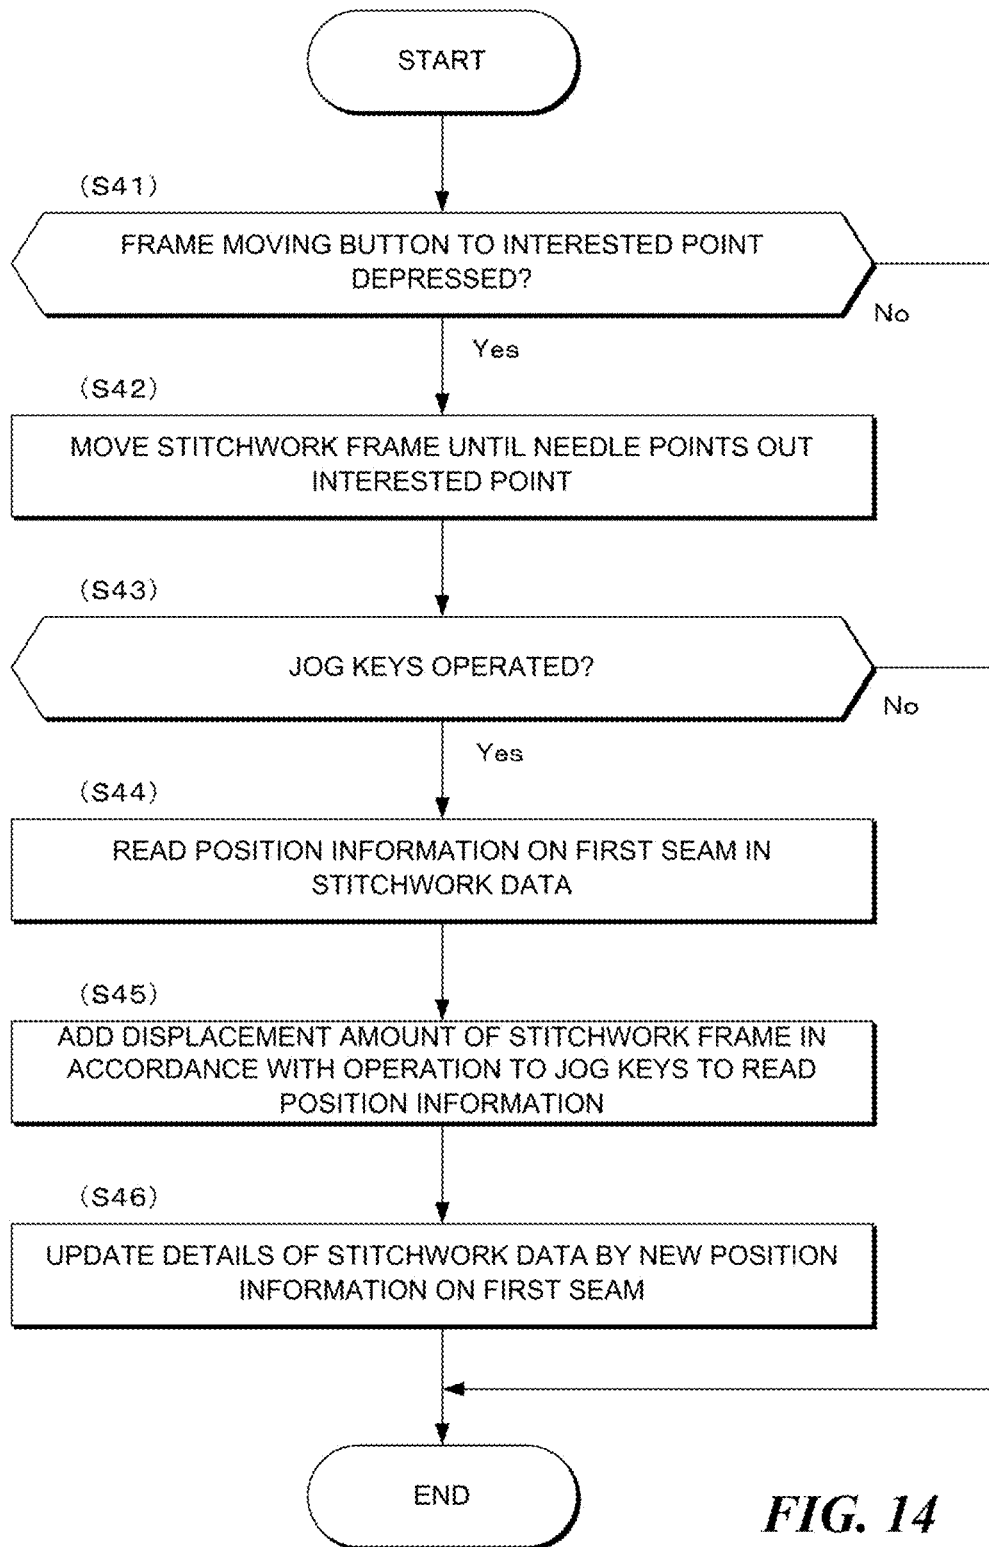 START
(S41)
FRAME MOVING BUTTON TO INTERESTED POINT
DEPRESSED?
No
Yes
(S42)
MOVE STITCHWORK FRAME UNTIL NEEDLE POINTS OUT
INTERESTED POINT
(S43)
JOG KEYS OPERATED?
No
Yes
(S44)
READ POSITION INFORMATION ON FIRST SEAM IN
STITCHWORK DATA
(S45)
ADD DISPLACEMENT AMOUNT OF STITCHWORK FRAME IN
ACCORDANCE WITH OPERATION TO JOG KEYS TO READ
POSITION INFORMATION
(S46)
UPDATE DETAILS OF STITCHWORK DATA BY NEW POSITION
INFORMATION ON FIRST SEAM
END
FIG. 14